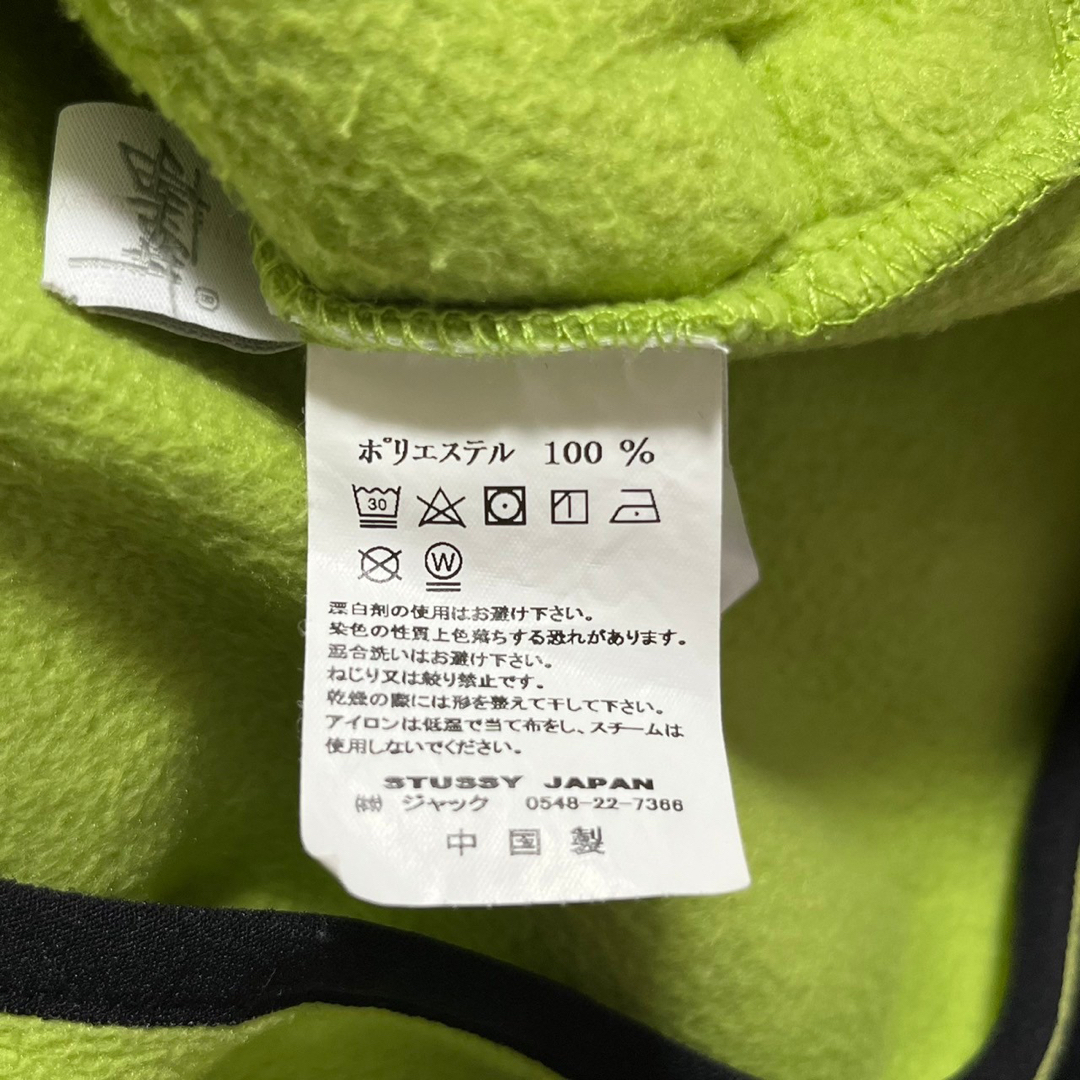 ®
ポリエステル 100 %
30
W
漂白剤の使用はお避け下さい。
染色の性質上色落ちする恐れがあります。
混合洗いはお避け下さい。
ねじり又は絞り禁止です。
乾燥の際には形を整えて干して下さい。
アイロンは低温で当て布をし、スチームは
使用しないでください。
STUSSY JAPAN
㈱ ジャック 0548-22-7366
中国製